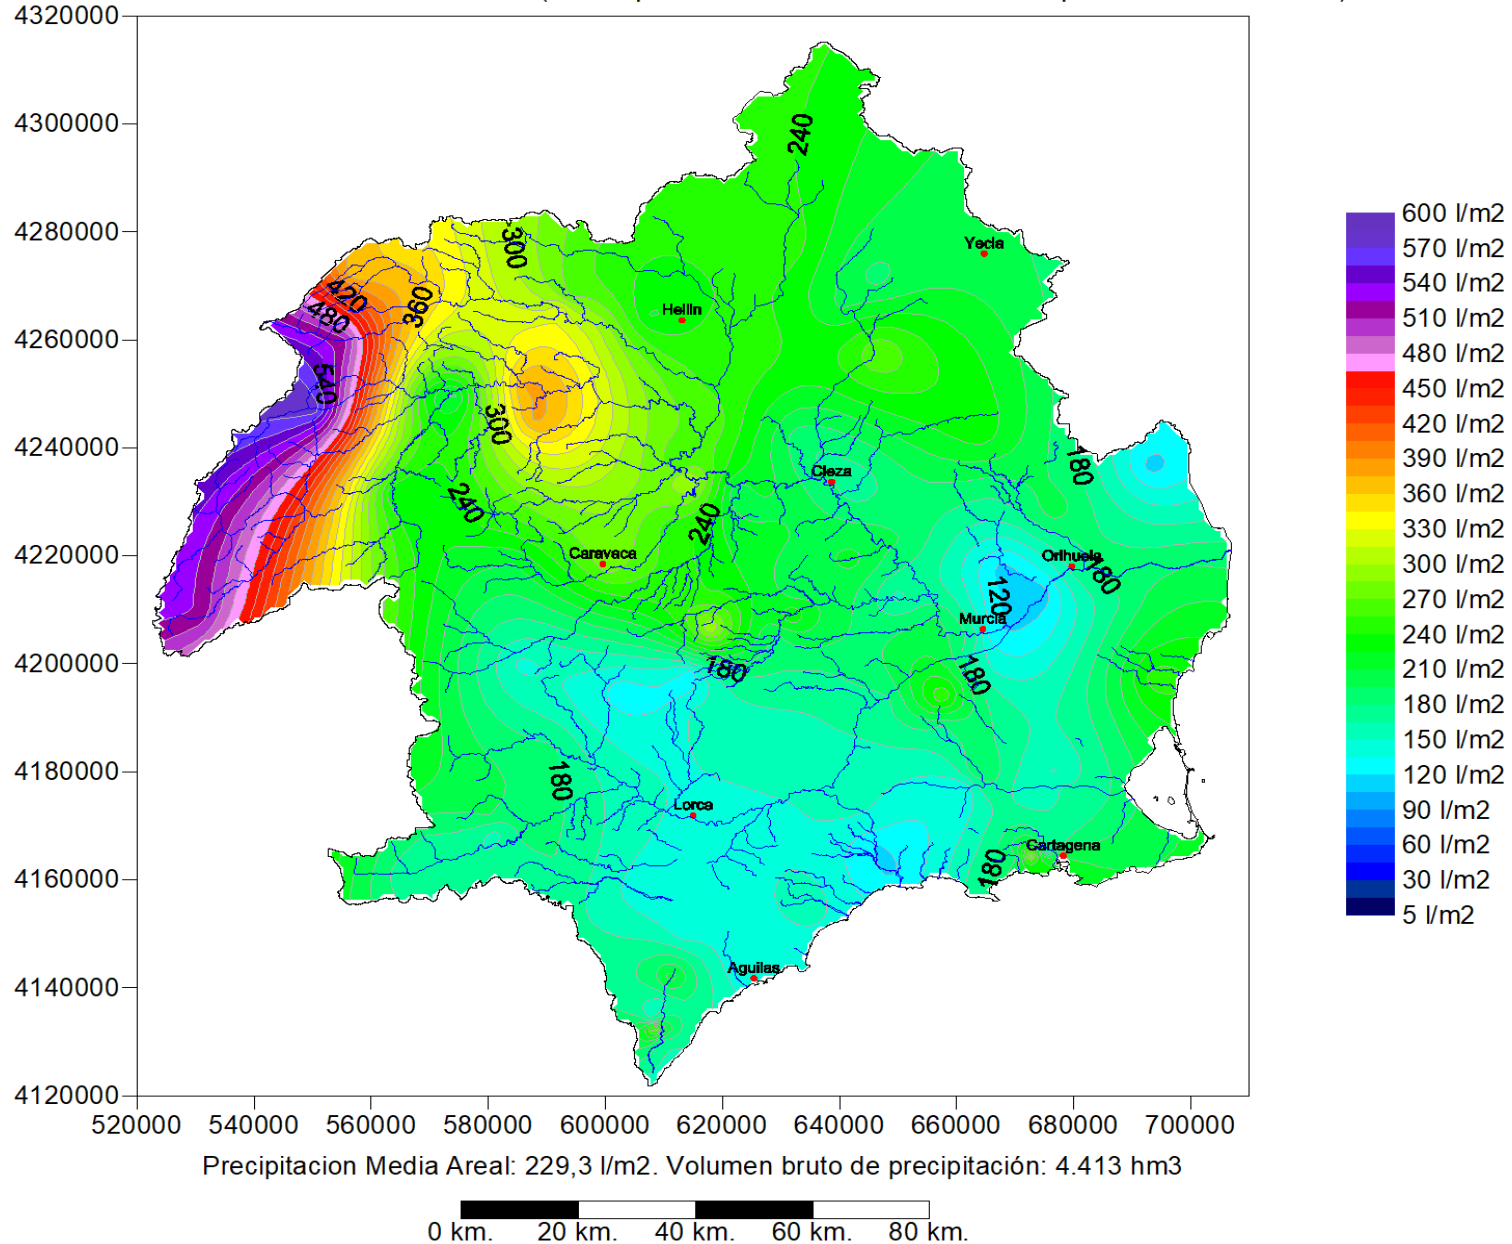 4320000
4300000
4280000
4260000
4240000
4220000
4200000
4180000
4160000
4140000
4120000
520000 540000 560000 580000 600000 620000 640000 660000 680000 700000
240
300
Yecla
420
480
360
Hellin
540
300
240
Cieza
180
240
Caravaca
Orihuela
180
120
Murcia
180
180
180
Lorca
Cartagena
180
Aguilas
600 l/m2
570 l/m2
540 l/m2
510 l/m2
480 l/m2
450 l/m2
420 l/m2
390 l/m2
360 l/m2
330 l/m2
300 l/m2
270 l/m2
240 l/m2
210 l/m2
180 l/m2
150 l/m2
120 l/m2
90 l/m2
60 l/m2
30 l/m2
5 l/m2
Precipitacion Media Areal: 229,3 l/m2. Volumen bruto de precipitación: 4.413 hm3
0 km. 20 km. 40 km. 60 km. 80 km.